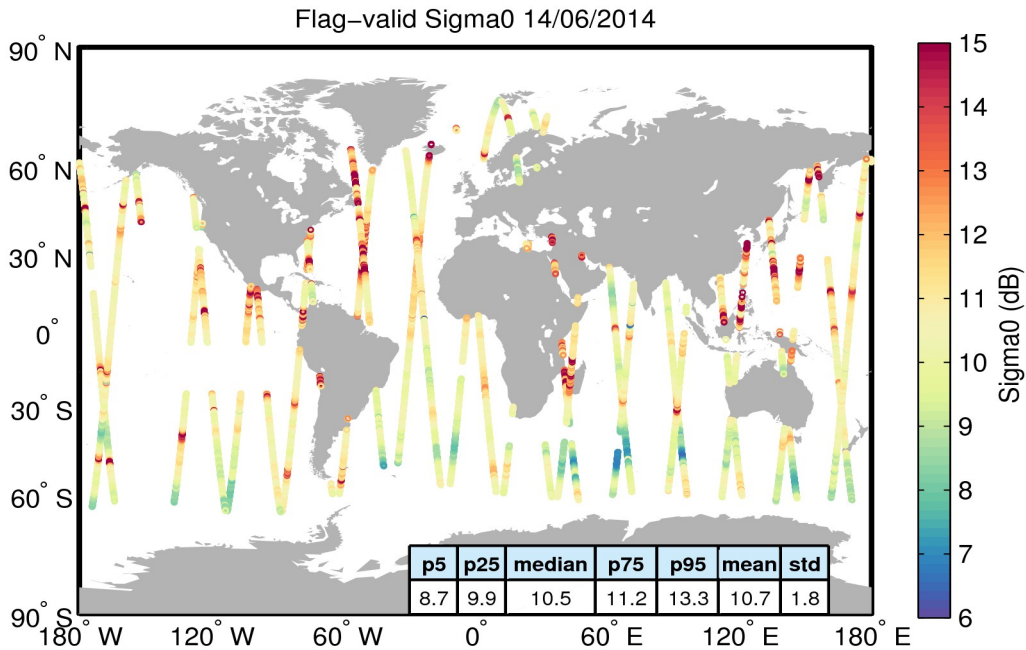 Flag−valid Sigma0 14/06/2014
90° N
60° N
30° N
0°
30° S
60° S
90° S
180° W
120° W
60° W
0°
60° E
120° E
180° E
p5 p25 median p75 p95 mean std
8.7 9.9 10.5 11.2 13.3 10.7 1.8
15
14
13
12
11
10
9
8
7
6
Sigma0 (dB)